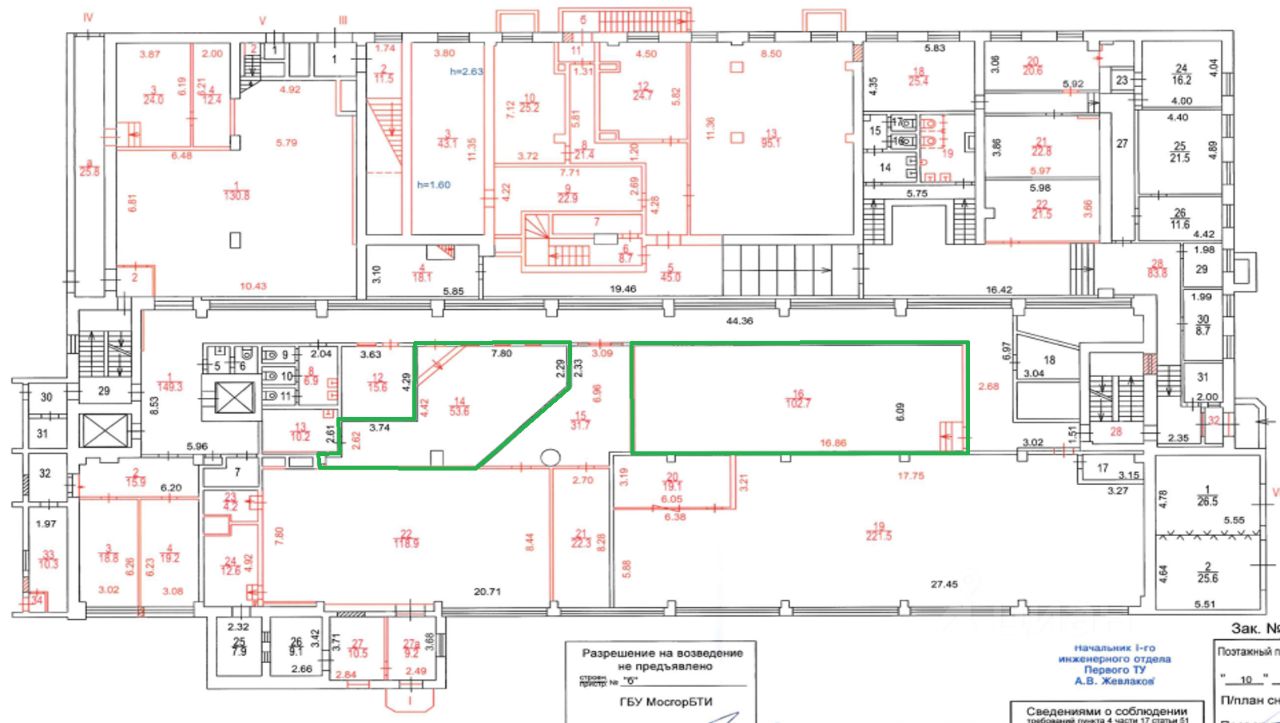 IV V III б
3.87 2.00 2 1 1 1.74 3.80 11 4.50 8.50 5.83
h=2.63 1.31
3 24.0 6.19 6.21 4 12.4 4.92 2 11.5 10 25.2 12 24.7 5.82 18 25.4 4.35 3.06 20 20.6 5.92 23 24 16.2 4.04
4.00
7.12 5.81 11.36 13 95.1 15 17 16 19 4.40
5.79 3 43.1 11.35 3.72 8 21.4 1.20 14 3.86 21 22.8 5.97 27 25 21.5 4.89
6.48
а 25.8 1 130.8 h=1.60 7.71 9 22.9 2.69 4.28 5.75 5.98
6.81 4.22 7 22 21.5 3.66 26 11.6 4.42
2 10.43 3.10 4 18.1 5.85 6 8.7 5 45.0 19.46 16.42 28 83.8 1.98 29
44.36 1.99 30 8.7
5 6 9 2.04 3.63 7.80 3.09 6.97 18 3.04 31 2.00
30 29 1 149.3 8.53 10 8 6.9 11 12 15.6 4.29 2.29 2.33 16 102.7 2.68
31 13 10.2 2.61 3.74 4.42 14 53.6 6.96 15 31.7 6.09 16.86 1.51 28 2.35 32
5.96 2.62 3.02
32 2 15.9 6.20 7 2.70 3.19 20 19.1 6.05 3.21 17.75 17 3.15 3.27 1 26.5 4.78 5.55
1.97 23 4.2 6.38
33 10.3 3 18.8 6.26 6.23 4 19.2 24 12.6 4.92 7.80 22 118.9 8.44 21 22.3 8.28 5.88 19 221.5 2 25.6 4.64
34 3.02 3.08 20.71 27.45 5.51
2.32 25 7.9 26 9.1 3.42 2.66 3.71 27 10.5 2.84 27а 9.2 3.68 2.49
I
Разрешение на возведение
не предъявлено
строен.
пристр. № "б"
ГБУ МосгорБТИ
Начальник I-го
инженерного отдела
Первого ТУ
А.В. Жевлаков
Зак. №
Поэтажный п
" 10 "
П/план сн
Сведениями о соблюдении
требований пункта 4 части 17 статьи 51